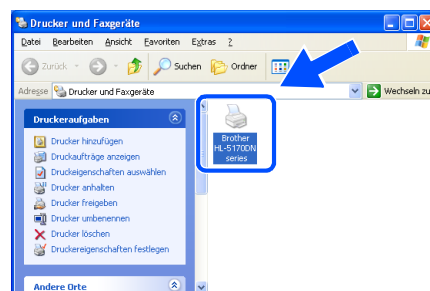 Drucker und Faxgeräte
Datei Bearbeiten Ansicht Favoriten Extras ?
Zurück Suchen Ordner
Adresse Drucker und Faxgeräte Wechseln zu
Druckeraufgaben
Drucker hinzufügen
Druckaufträge anzeigen
Druckeigenschaften auswählen
Drucker anhalten
Drucker freigeben
Drucker umbenennen
Drucker löschen
Druckereigenschaften festlegen
Andere Orte
Brother
HL-5170DN
series